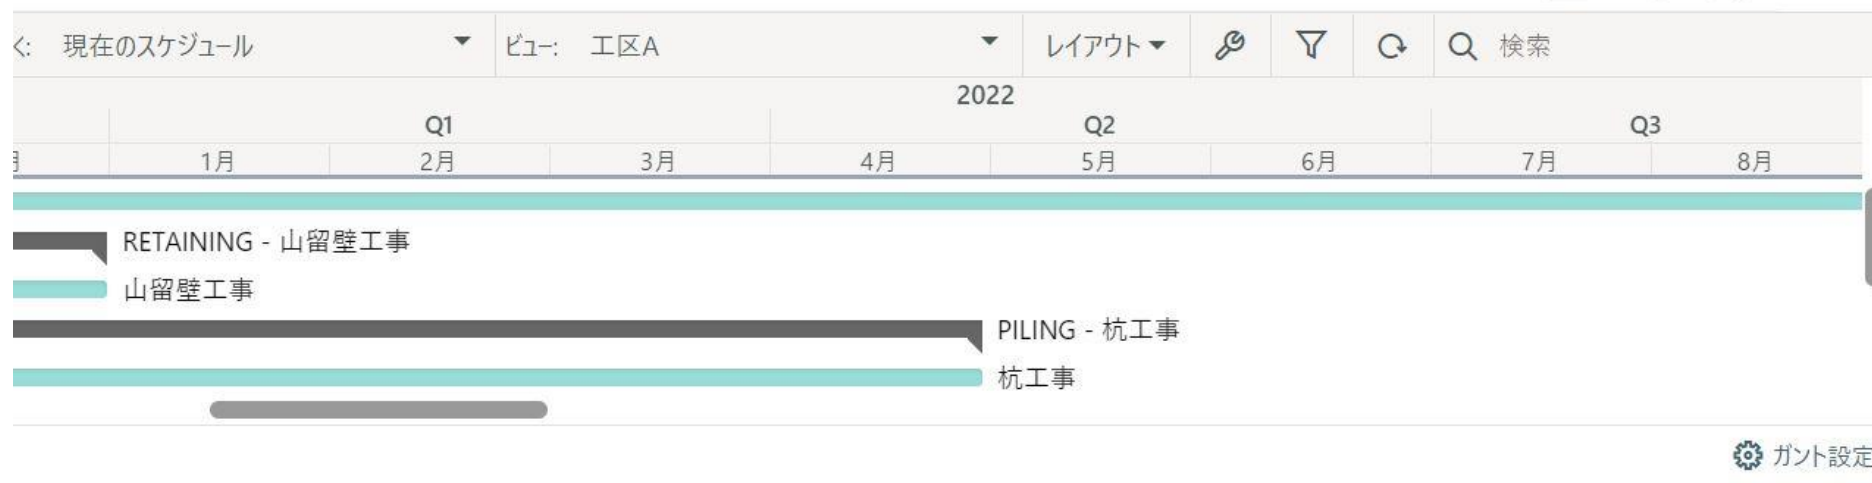 く: 現在のスケジュール ビュー: 工区A レイアウト 検索
2022
Q1 Q2 Q3
月 1月 2月 3月 4月 5月 6月 7月 8月
RETAINING - 山留壁工事
山留壁工事
PILING - 杭工事
杭工事
ガント設定